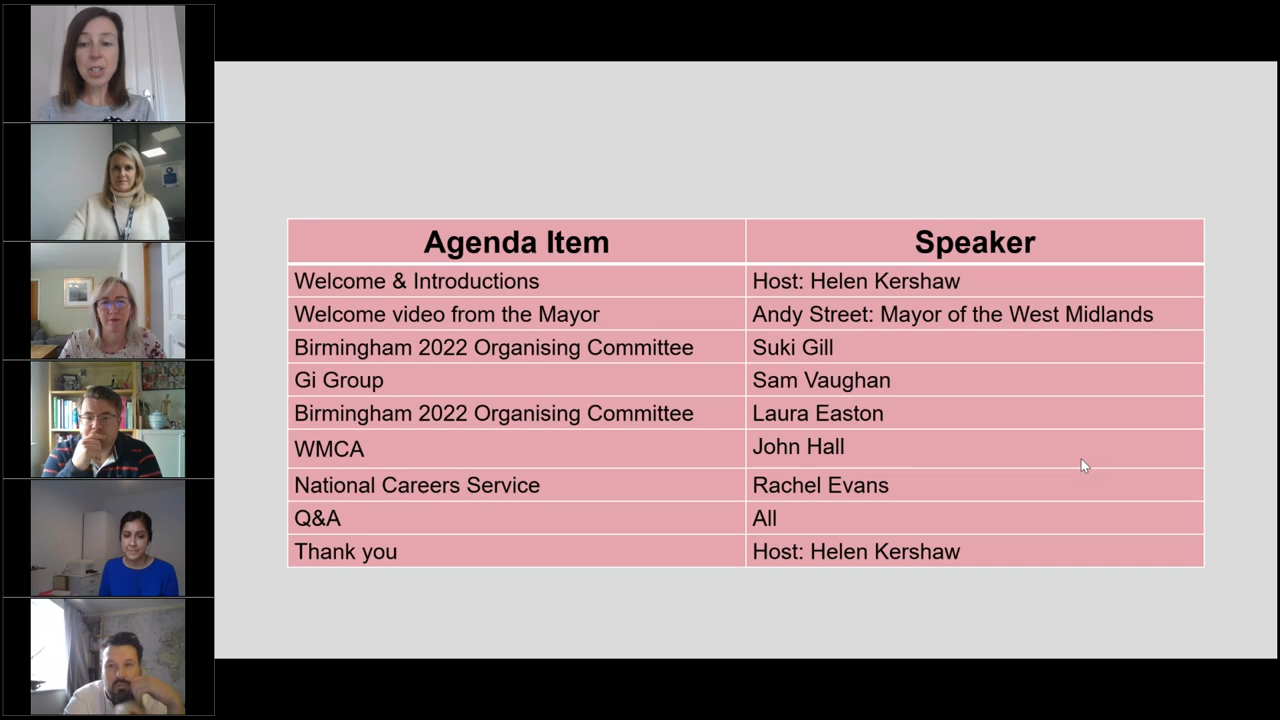 Agenda Item Speaker
Welcome & Introductions Host: Helen Kershaw
Welcome video from the Mayor Andy Street: Mayor of the West Midlands
Birmingham 2022 Organising Committee Suki Gill
Gi Group Sam Vaughan
Birmingham 2022 Organising Committee Laura Easton
WMCA John Hall
National Careers Service Rachel Evans
Q&A All
Thank you Host: Helen Kershaw